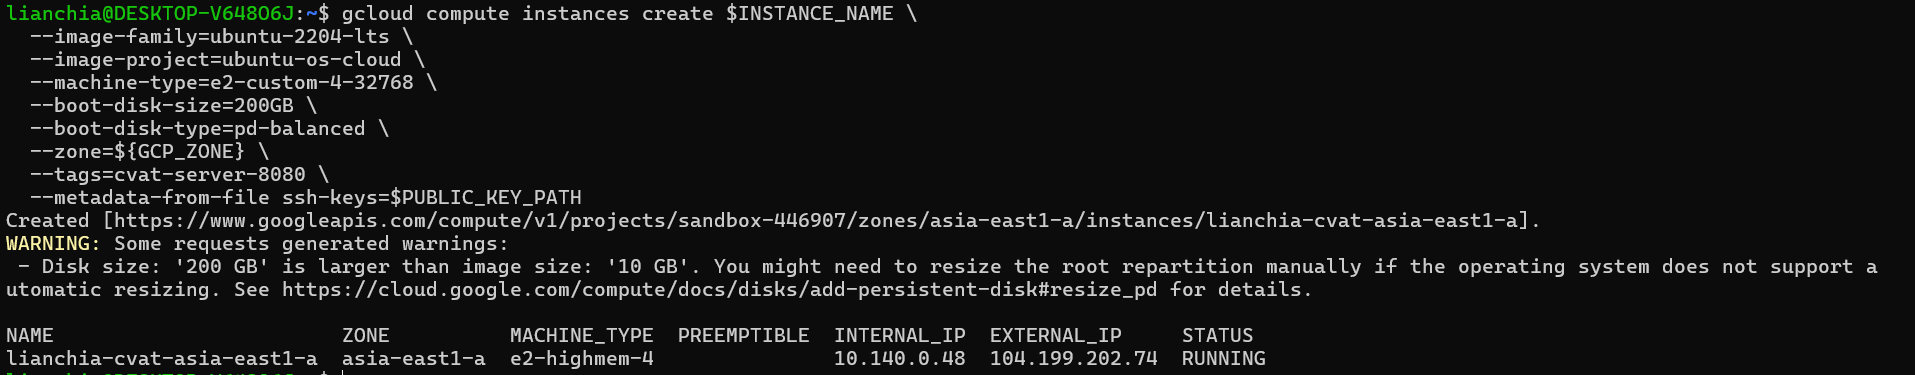 lianchia@DESKTOP-V648O6J:~$ gcloud compute instances create $INSTANCE_NAME \
  --image-family=ubuntu-2204-lts \
  --image-project=ubuntu-os-cloud \
  --machine-type=e2-custom-4-32768 \
  --boot-disk-size=200GB \
  --boot-disk-type=pd-balanced \
  --zone=${GCP_ZONE} \
  --tags=cvat-server-8080 \
  --metadata-from-file ssh-keys=$PUBLIC_KEY_PATH
Created [https://www.googleapis.com/compute/v1/projects/sandbox-446907/zones/asia-east1-a/instances/lianchia-cvat-asia-east1-a].
WARNING: Some requests generated warnings:
 - Disk size: '200 GB' is larger than image size: '10 GB'. You might need to resize the root repartition manually if the operating system does not support a
utomatic resizing. See https://cloud.google.com/compute/docs/disks/add-persistent-disk#resize_pd for details.

NAME                        ZONE          MACHINE_TYPE  PREEMPTIBLE  INTERNAL_IP  EXTERNAL_IP     STATUS
lianchia-cvat-asia-east1-a  asia-east1-a  e2-highmem-4               10.140.0.48  104.199.202.74  RUNNING